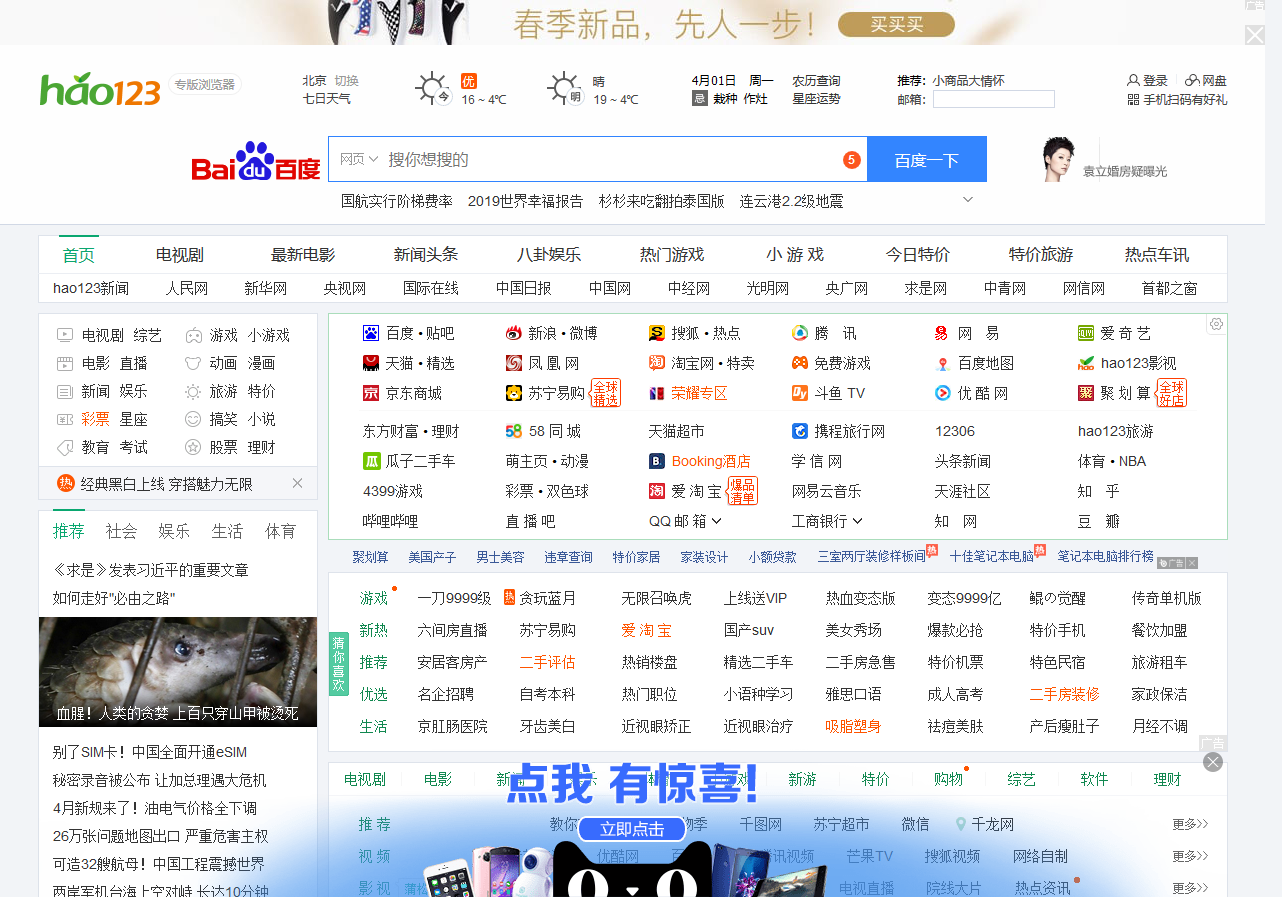 春季新品，先人一步！ 买买买
广告
hao123 专版浏览器
北京 切换
七日天气
优
今 16 ~ 4℃
晴
明 19 ~ 4℃
4月01日 周一 农历查询
忌 栽种 作灶 星座运势
推荐: 小商品大情怀
邮箱:
登录 网盘
手机扫码有好礼
Bai du 百度
网页 搜你想搜的 5 百度一下
袁立婚房疑曝光
国航实行阶梯费率 2019世界幸福报告 杉杉来吃翻拍泰国版 连云港2.2级地震
首页 电视剧 最新电影 新闻头条 八卦娱乐 热门游戏 小 游 戏 今日特价 特价旅游 热点车讯
hao123新闻 人民网 新华网 央视网 国际在线 中国日报 中国网 中经网 光明网 央广网 求是网 中青网 网信网 首都之窗
电视剧 综艺 游戏 小游戏
电影 直播 动画 漫画
新闻 娱乐 旅游 特价
彩票 星座 搞笑 小说
教育 考试 股票 理财
热 经典黑白上线 穿搭魅力无限
推荐 社会 娱乐 生活 体育
《求是》发表习近平的重要文章
如何走好"必由之路"
血腥！人类的贪婪 上百只穿山甲被烫死
别了SIM卡！中国全面开通eSIM
秘密录音被公布 让加总理遇大危机
4月新规来了！油电气价格全下调
26万张问题地图出口 严重危害主权
可造32艘航母！中国工程震撼世界
两岸军机台海上空对峙 长达10分钟
百度 • 贴吧 新浪 • 微博 搜狐 • 热点 腾 讯 网 易 爱 奇 艺
天猫 • 精选 凤 凰 网 淘宝网 • 特卖 免费游戏 百度地图 hao123影视
京东商城 苏宁易购 全球精选 荣耀专区 斗鱼 TV 优 酷 网 聚 划 算 全球好店
东方财富 • 理财 58 同 城 天猫超市 携程旅行网 12306 hao123旅游
瓜子二手车 萌主页 • 动漫 Booking酒店 学 信 网 头条新闻 体育 • NBA
4399游戏 彩票 • 双色球 爱 淘 宝 爆品清单 网易云音乐 天涯社区 知 乎
哔哩哔哩 直 播 吧 QQ 邮 箱 工商银行 知 网 豆 瓣
聚划算 美国产子 男士美容 违章查询 特价家居 家装设计 小额贷款 三室两厅装修样板间 热 十佳笔记本电脑 热 笔记本电脑排行榜 广告
猜你喜欢
游戏 一刀9999级 热 贪玩蓝月 无限召唤虎 上线送VIP 热血变态版 变态9999亿 鲲の觉醒 传奇单机版
新热 六间房直播 苏宁易购 爱 淘 宝 国产suv 美女秀场 爆款必抢 特价手机 餐饮加盟
推荐 安居客房产 二手评估 热销楼盘 精选二手车 二手房急售 特价机票 特色民宿 旅游租车
优选 名企招聘 自考本科 热门职位 小语种学习 雅思口语 成人高考 二手房装修 家政保洁
生活 京肛肠医院 牙齿美白 近视眼矫正 近视眼治疗 吸脂塑身 祛痘美肤 产后瘦肚子 月经不调
广告
电视剧 电影 新游 特价 购物 综艺 软件 理财
点我 有惊喜!
立即点击
推 荐 千图网 苏宁超市 微信 千龙网 更多>>
视 频 优酷网 腾讯视频 芒果TV 搜狐视频 网络自制 更多>>
影 视 电视直播 院线大片 热点资讯 更多>>